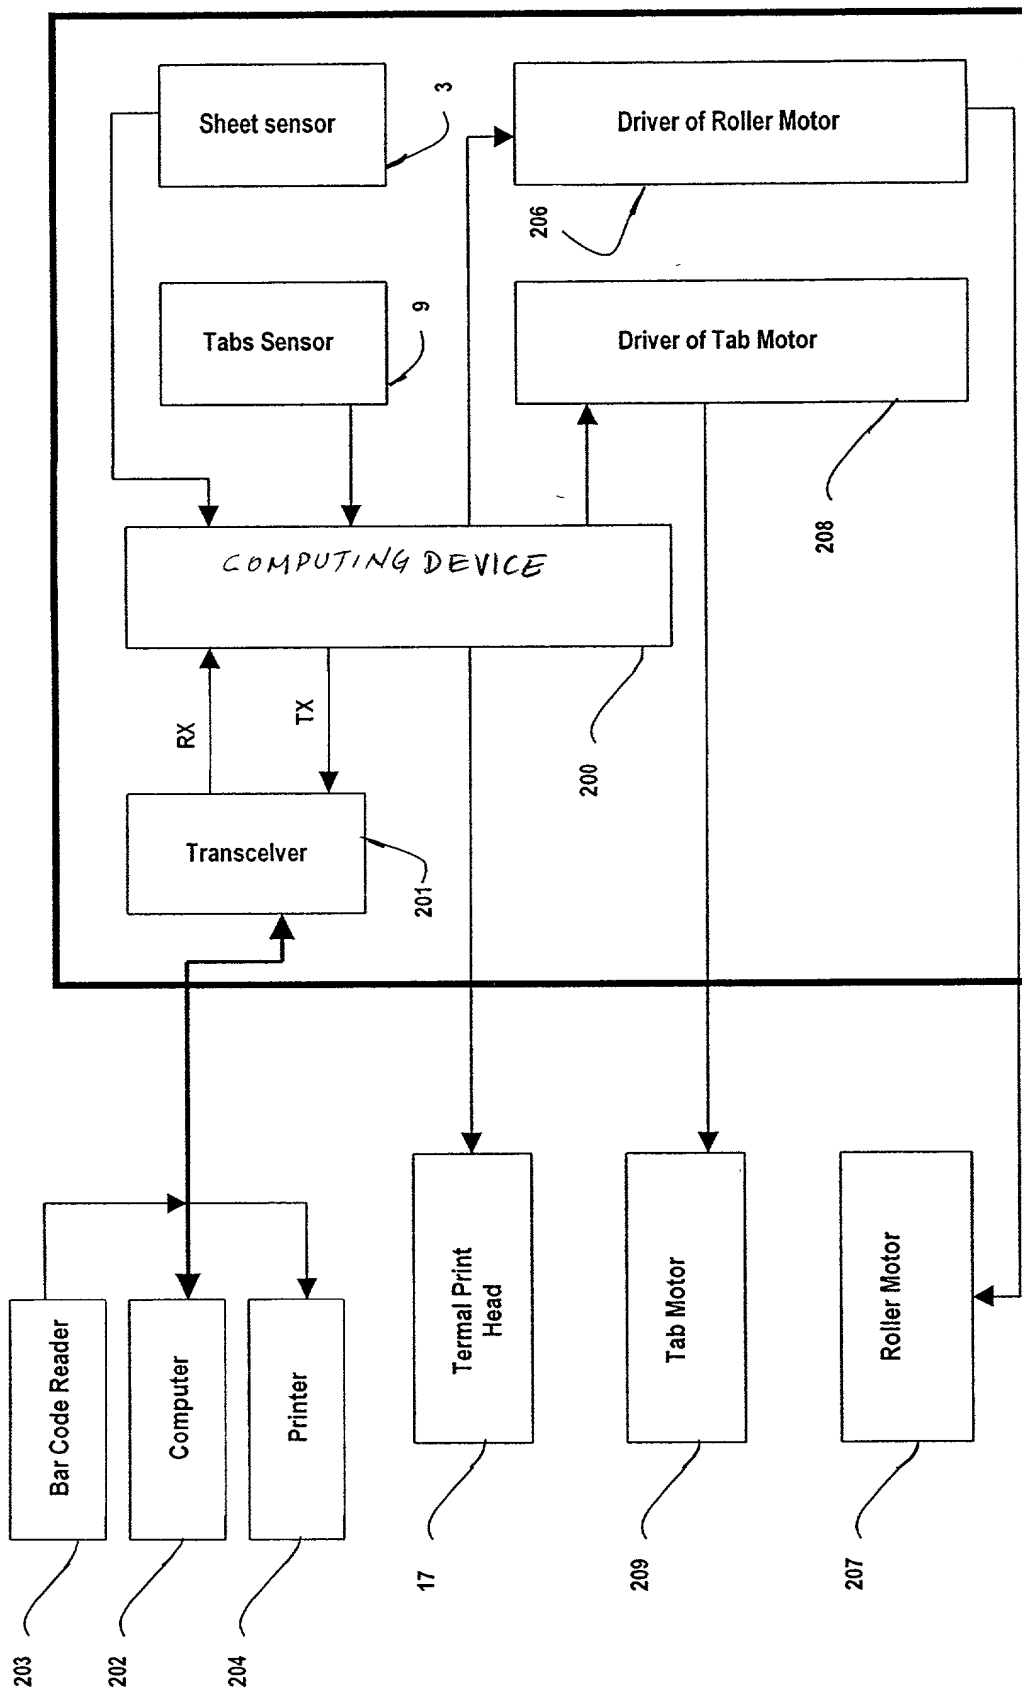 Sheet sensor
3
Driver of Roller Motor
206
Tabs Sensor
9
Driver of Tab Motor
208
COMPUTING DEVICE
200
RX
TX
Transcelver
201
Bar Code Reader
203
Computer
202
Printer
204
Termal Print
Head
17
Tab Motor
209
Roller Motor
207